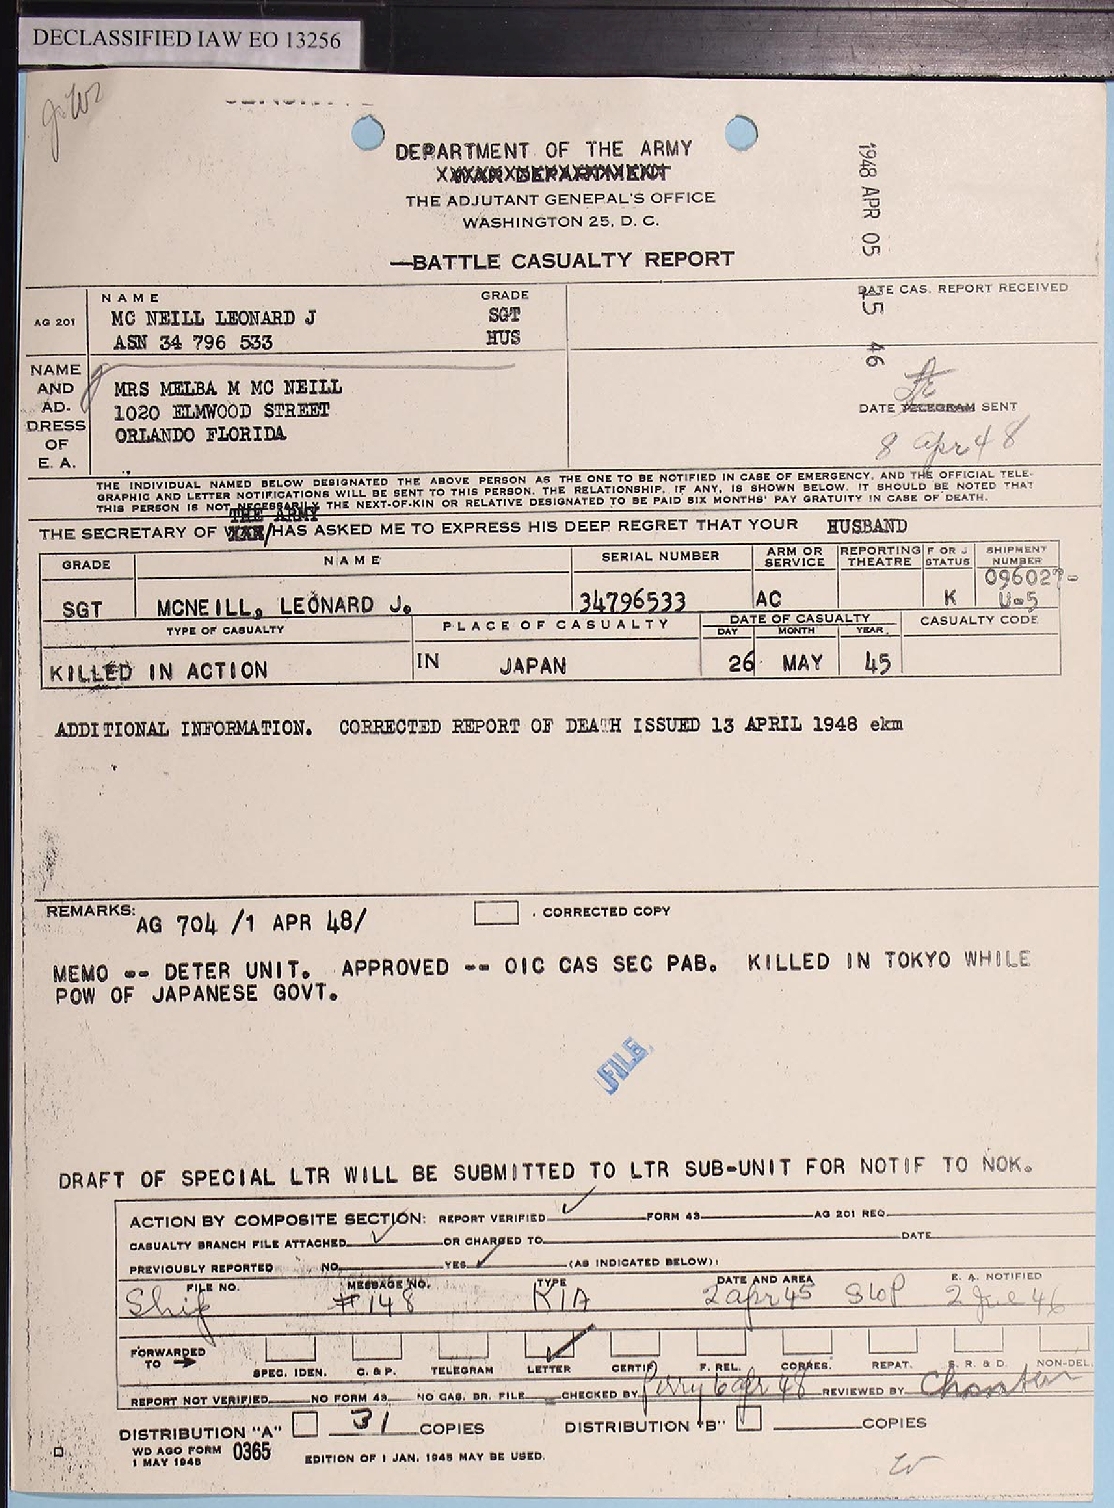 DECLASSIFIED IAW EO 13256
DEPARTMENT OF THE ARMY
WAR DEPARTMENT
THE ADJUTANT GENERAL'S OFFICE
WASHINGTON 25, D. C.
—BATTLE CASUALTY REPORT
1948 APR 05 15 46
NAME GRADE DATE CAS. REPORT RECEIVED
AG 201 MC NEILL LEONARD J SGT
ASN 34 796 533 HUS
NAME AND AD- DRESS OF E. A.
MRS MELBA M MC NEILL
1020 ELMWOOD STREET
ORLANDO FLORIDA
DATE TELEGRAM SENT
8 Apr 48
THE INDIVIDUAL NAMED BELOW DESIGNATED THE ABOVE PERSON AS THE ONE TO BE NOTIFIED IN CASE OF EMERGENCY, AND THE OFFICIAL TELE-
GRAPHIC AND LETTER NOTIFICATIONS WILL BE SENT TO THIS PERSON. THE RELATIONSHIP, IF ANY, IS SHOWN BELOW. IT SHOULD BE NOTED THAT
THIS PERSON IS NOT NECESSARILY THE NEXT-OF-KIN OR RELATIVE DESIGNATED TO BE PAID SIX MONTHS' PAY GRATUITY IN CASE OF DEATH.
THE ARMY
THE SECRETARY OF WAR/HAS ASKED ME TO EXPRESS HIS DEEP REGRET THAT YOUR HUSBAND
GRADE NAME SERIAL NUMBER ARM OR SERVICE REPORTING THEATRE F OR J STATUS SHIPMENT NUMBER
096027-
SGT MCNEILL, LEONARD J. 34796533 AC K U-5
TYPE OF CASUALTY PLACE OF CASUALTY DATE OF CASUALTY CASUALTY CODE
DAY MONTH YEAR
KILLED IN ACTION IN JAPAN 26 MAY 45
ADDITIONAL INFORMATION. CORRECTED REPORT OF DEATH ISSUED 13 APRIL 1948 ekm
REMARKS: AG 704 /1 APR 48/ . CORRECTED COPY
MEMO -- DETER UNIT. APPROVED -- OIC CAS SEC PAB. KILLED IN TOKYO WHILE
POW OF JAPANESE GOVT.
FILE
DRAFT OF SPECIAL LTR WILL BE SUBMITTED TO LTR SUB-UNIT FOR NOTIF TO NOK.
ACTION BY COMPOSITE SECTION: REPORT VERIFIED FORM 43 AG 201 REQ.
CASUALTY BRANCH FILE ATTACHED OR CHARGED TO DATE
PREVIOUSLY REPORTED NO. YES (AS INDICATED BELOW):
FILE NO. MESSAGE NO. TYPE DATE AND AREA E. A. NOTIFIED
Ship #148 KIA 2 apr 45
FORWARDED TO → SPEC. IDEN. C. & P. TELEGRAM LETTER CERTIF. F. REL. CORRES. REPAT. S. R. & D. NON-DEL.
REPORT NOT VERIFIED NO FORM 43 NO CAS. BR. FILE CHECKED BY Perry 6 apr 48 REVIEWED BY
DISTRIBUTION "A" 31 COPIES DISTRIBUTION "B" COPIES
WD AGO FORM 0365
1 MAY 1945
EDITION OF 1 JAN. 1945 MAY BE USED.